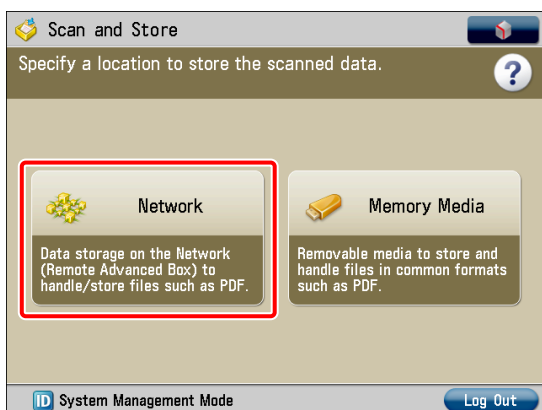 Scan and Store
Specify a location to store the scanned data.
?
Network
Data storage on the Network
(Remote Advanced Box) to
handle/store files such as PDF.
Memory Media
Removable media to store and
handle files in common formats
such as PDF.
ID System Management Mode
Log Out